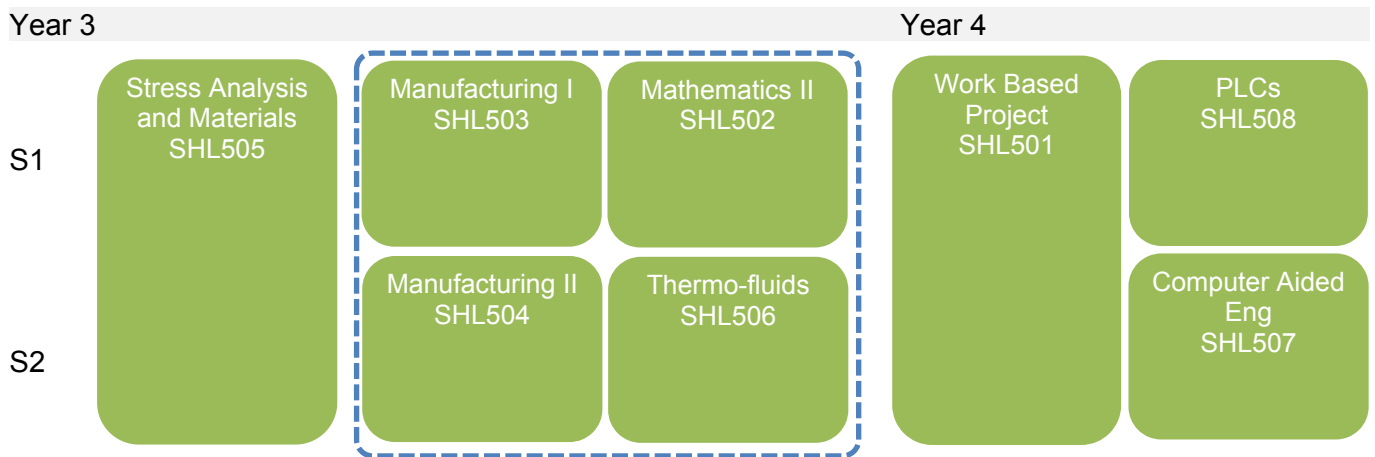 Year 3
Year 4
S1
Stress Analysis
and Materials
SHL505
Manufacturing I
SHL503
Mathematics II
SHL502
Work Based
Project
SHL501
PLCs
SHL508
S2
Manufacturing II
SHL504
Thermo-fluids
SHL506
Computer Aided
Eng
SHL507